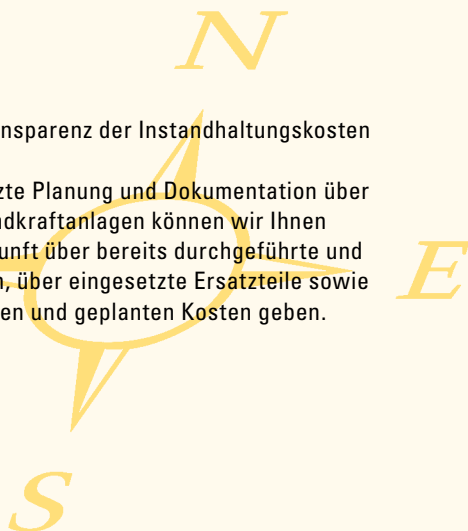 N
nsparenz der Instandhaltungskosten
zte Planung und Dokumentation über
dkraftanlagen können wir Ihnen
unft über bereits durchgeführte und
n, über eingesetzte Ersatzteile sowie
E
en und geplanten Kosten geben.
S